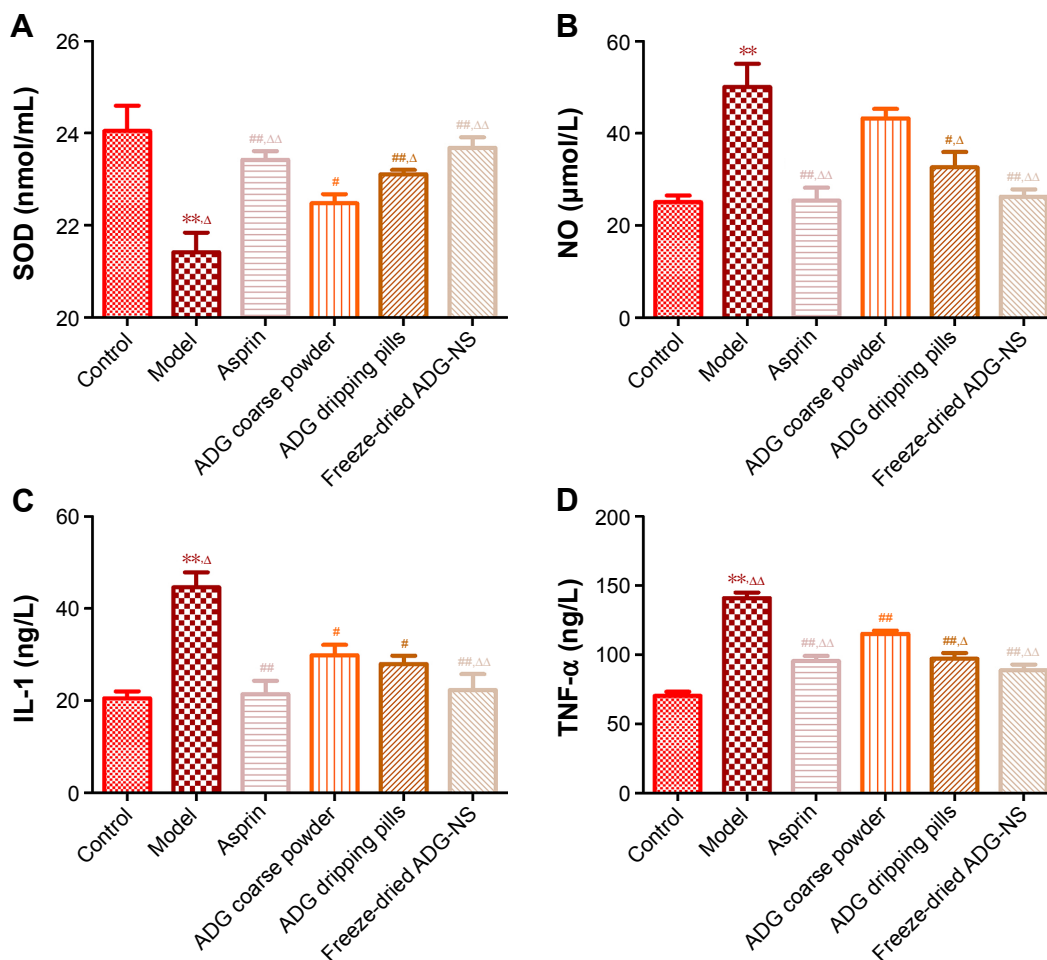 A
SOD (nmol/mL)
26
24
22
20
**,Δ
##,ΔΔ
#
##,Δ
##,ΔΔ
Control
Model
Asprin
ADG coarse powder
ADG dripping pills
Freeze-dried ADG-NS
B
NO (µmol/L)
60
40
20
0
**
##,ΔΔ
#,Δ
##,ΔΔ
Control
Model
Asprin
ADG coarse powder
ADG dripping pills
Freeze-dried ADG-NS
C
IL-1 (ng/L)
60
40
20
0
**,Δ
##
#
#
##,ΔΔ
Control
Model
Asprin
ADG coarse powder
ADG dripping pills
Freeze-dried ADG-NS
D
TNF-α (ng/L)
200
150
100
50
0
**,ΔΔ
##,ΔΔ
##
##,Δ
##,ΔΔ
Control
Model
Asprin
ADG coarse powder
ADG dripping pills
Freeze-dried ADG-NS